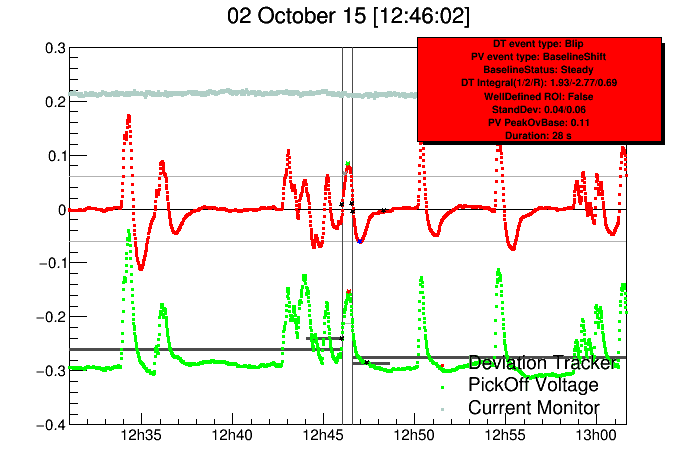 02 October 15 [12:46:02]
DT event type: Blip
PV event type: BaselineShift
BaselineStatus: Steady
DT Integral(1/2/R): 1.93/-2.77/0.69
WellDefined ROI: False
StandDev: 0.04/0.06
PV PeakOvBase: 0.11
Duration: 28 s
0.3
0.2
0.1
0
−0.1
−0.2
−0.3
−0.4
Deviation Tracker
PickOff Voltage
Current Monitor
12h35 12h40 12h45 12h50 12h55 13h00